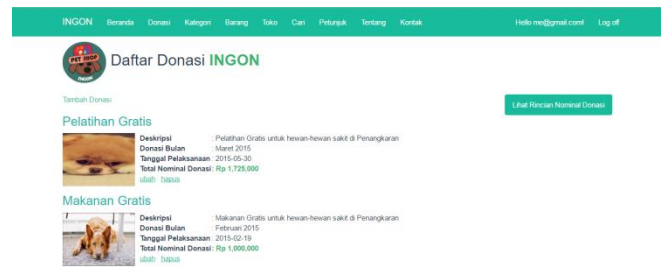 INGON Beranda Donasi Kategori Barang Toko Cari Petunjuk Tentang Kontak Hello me@gmail.com! Log off
PET SHOP
INGON
Daftar Donasi INGON
Tambah Donasi
Lihat Rincian Nominal Donasi
Pelatihan Gratis
Deskripsi : Pelatihan Gratis untuk hewan-hewan sakit di Penangkaran
Donasi Bulan : Maret 2015
Tanggal Pelaksanaan : 2015-05-30
Total Nominal Donasi : Rp 1,725,000
ubah hapus
Makanan Gratis
Deskripsi : Makanan Gratis untuk hewan-hewan sakit di Penangkaran
Donasi Bulan : Februari 2015
Tanggal Pelaksanaan : 2015-02-19
Total Nominal Donasi : Rp 1,000,000
ubah hapus